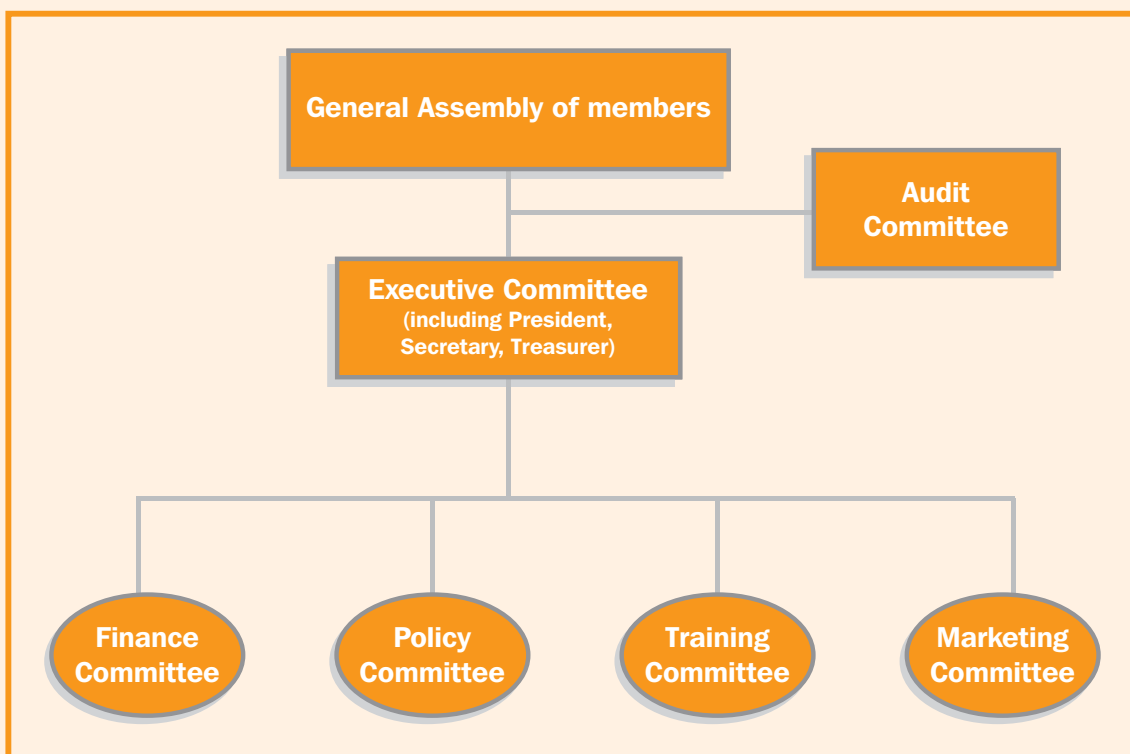 General Assembly of members
Audit
Committee
Executive Committee
(including President,
Secretary, Treasurer)
Finance
Committee
Policy
Committee
Training
Committee
Marketing
Committee